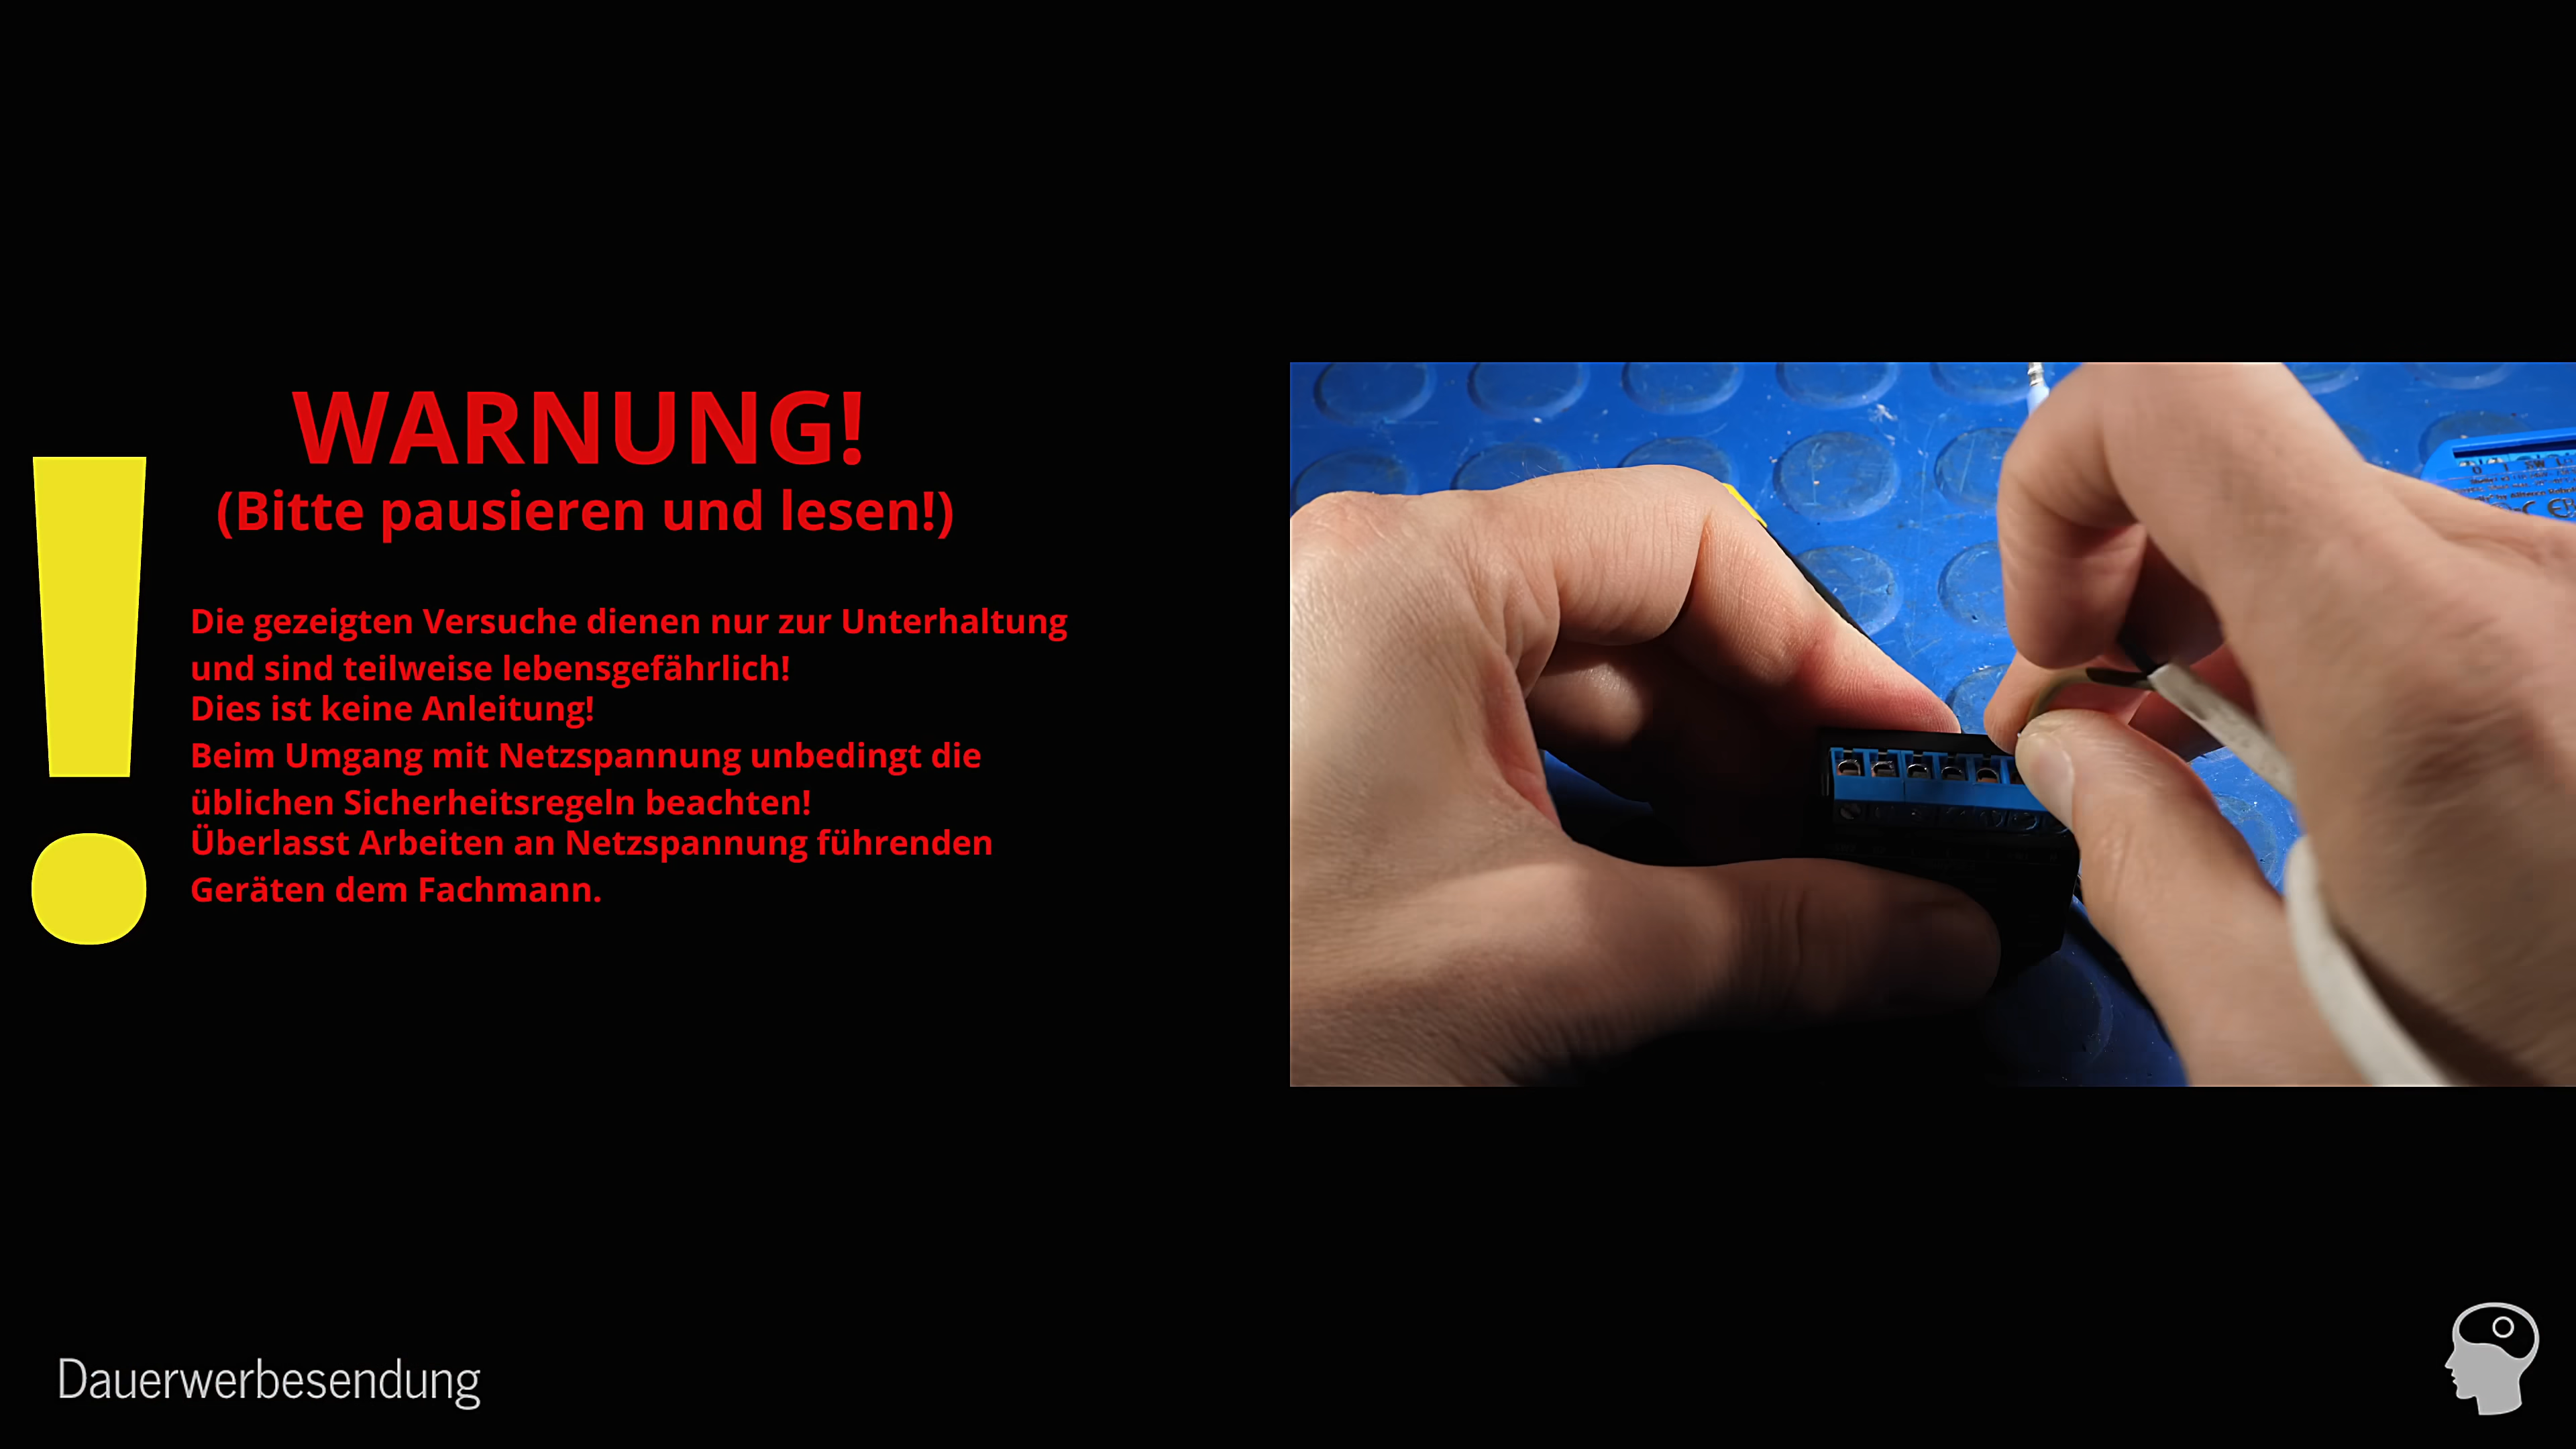 WARNUNG!
(Bitte pausieren und lesen!)
Die gezeigten Versuche dienen nur zur Unterhaltung
und sind teilweise lebensgefährlich!
Dies ist keine Anleitung!
Beim Umgang mit Netzspannung unbedingt die
üblichen Sicherheitsregeln beachten!
Überlasst Arbeiten an Netzspannung führenden
Geräten dem Fachmann.
Dauerwerbesendung